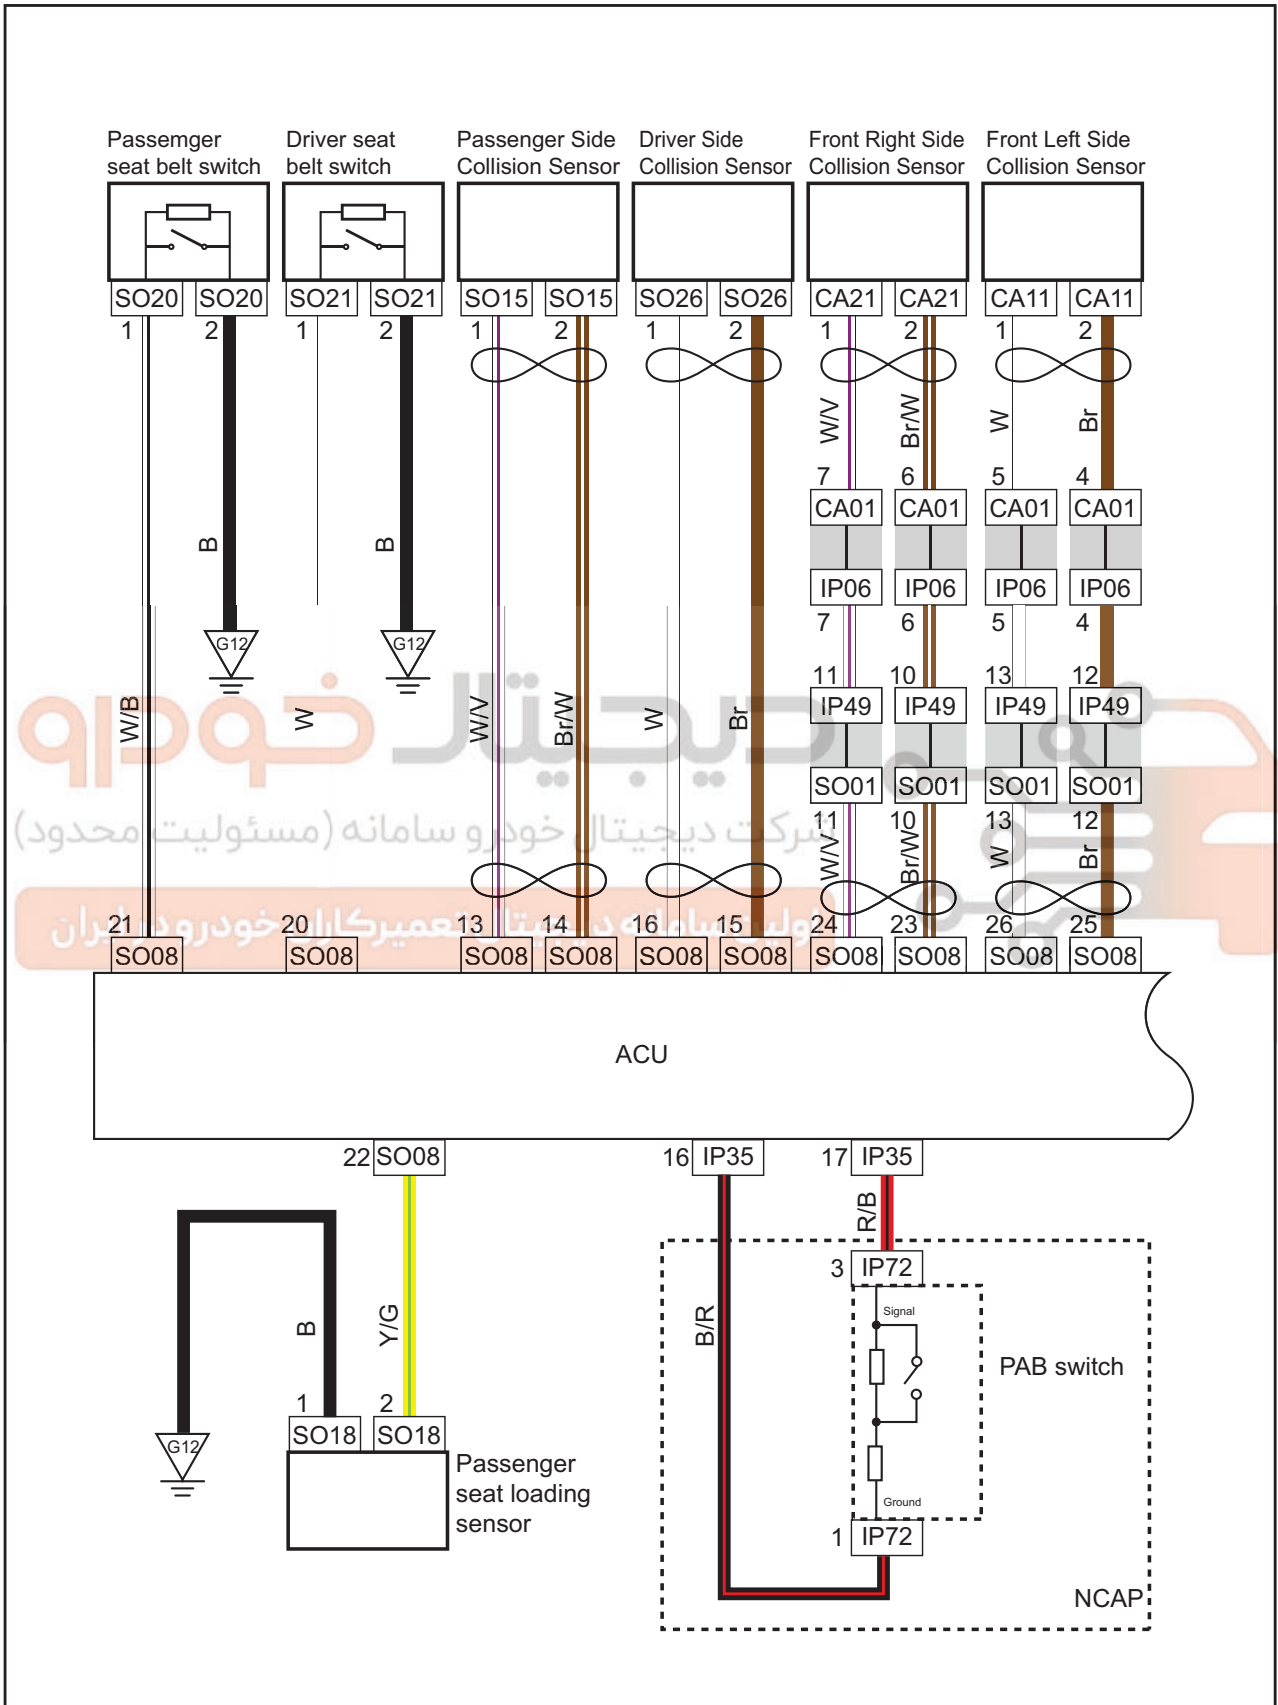 Passemger
seat belt switch
Driver seat
belt switch
Passenger Side
Collision Sensor
Driver Side
Collision Sensor
Front Right Side
Collision Sensor
Front Left Side
Collision Sensor
SO20 SO20 SO21 SO21 SO15 SO15 SO26 SO26 CA21 CA21 CA11 CA11
1 2 1 2 1 2 1 2 1 2 1 2
W/V Br/W W Br
7 6 5 4
CA01 CA01 CA01 CA01
B B
IP06 IP06 IP06 IP06
7 6 5 4
G12 G12
11 10 13 12
دیجیتال خودرو
W/B W W/V Br/W W Br
IP49 IP49 IP49 IP49
SO01 SO01 SO01 SO01
شرکت دیجیتال خودرو سامانه (مسئولیت محدود)
11 10 13 12
W/V Br/W W Br
اولین سامانه دیجیتال تعمیرکاران خودرو در ایران
21 20 13 14 16 15 24 23 26 25
SO08 SO08 SO08 SO08 SO08 SO08 SO08 SO08 SO08 SO08
ACU
22 SO08 16 IP35 17 IP35
R/B
3 IP72
Signal
B Y/G B/R
PAB switch
1 2
SO18 SO18
G12
Passenger
seat loading
sensor
Ground
1 IP72
NCAP